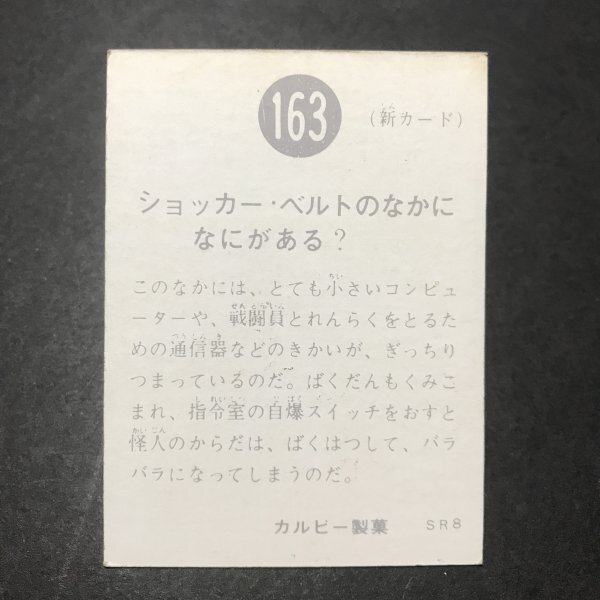 163
(新カード)
ショッカー・ベルトのなかに
なにがある?
このなかには、とても小さいコンピュ
ーターや、戦闘員とれんらくをとるた
めの通信器などのきかいが、ぎっちり
つまっているのだ。ばくだんもくみこ
まれ、指令室の自爆スイッチをおすと
怪人のからだは、ばくはつして、バラ
バラになってしまうのだ。
カルビー製菓 SR8